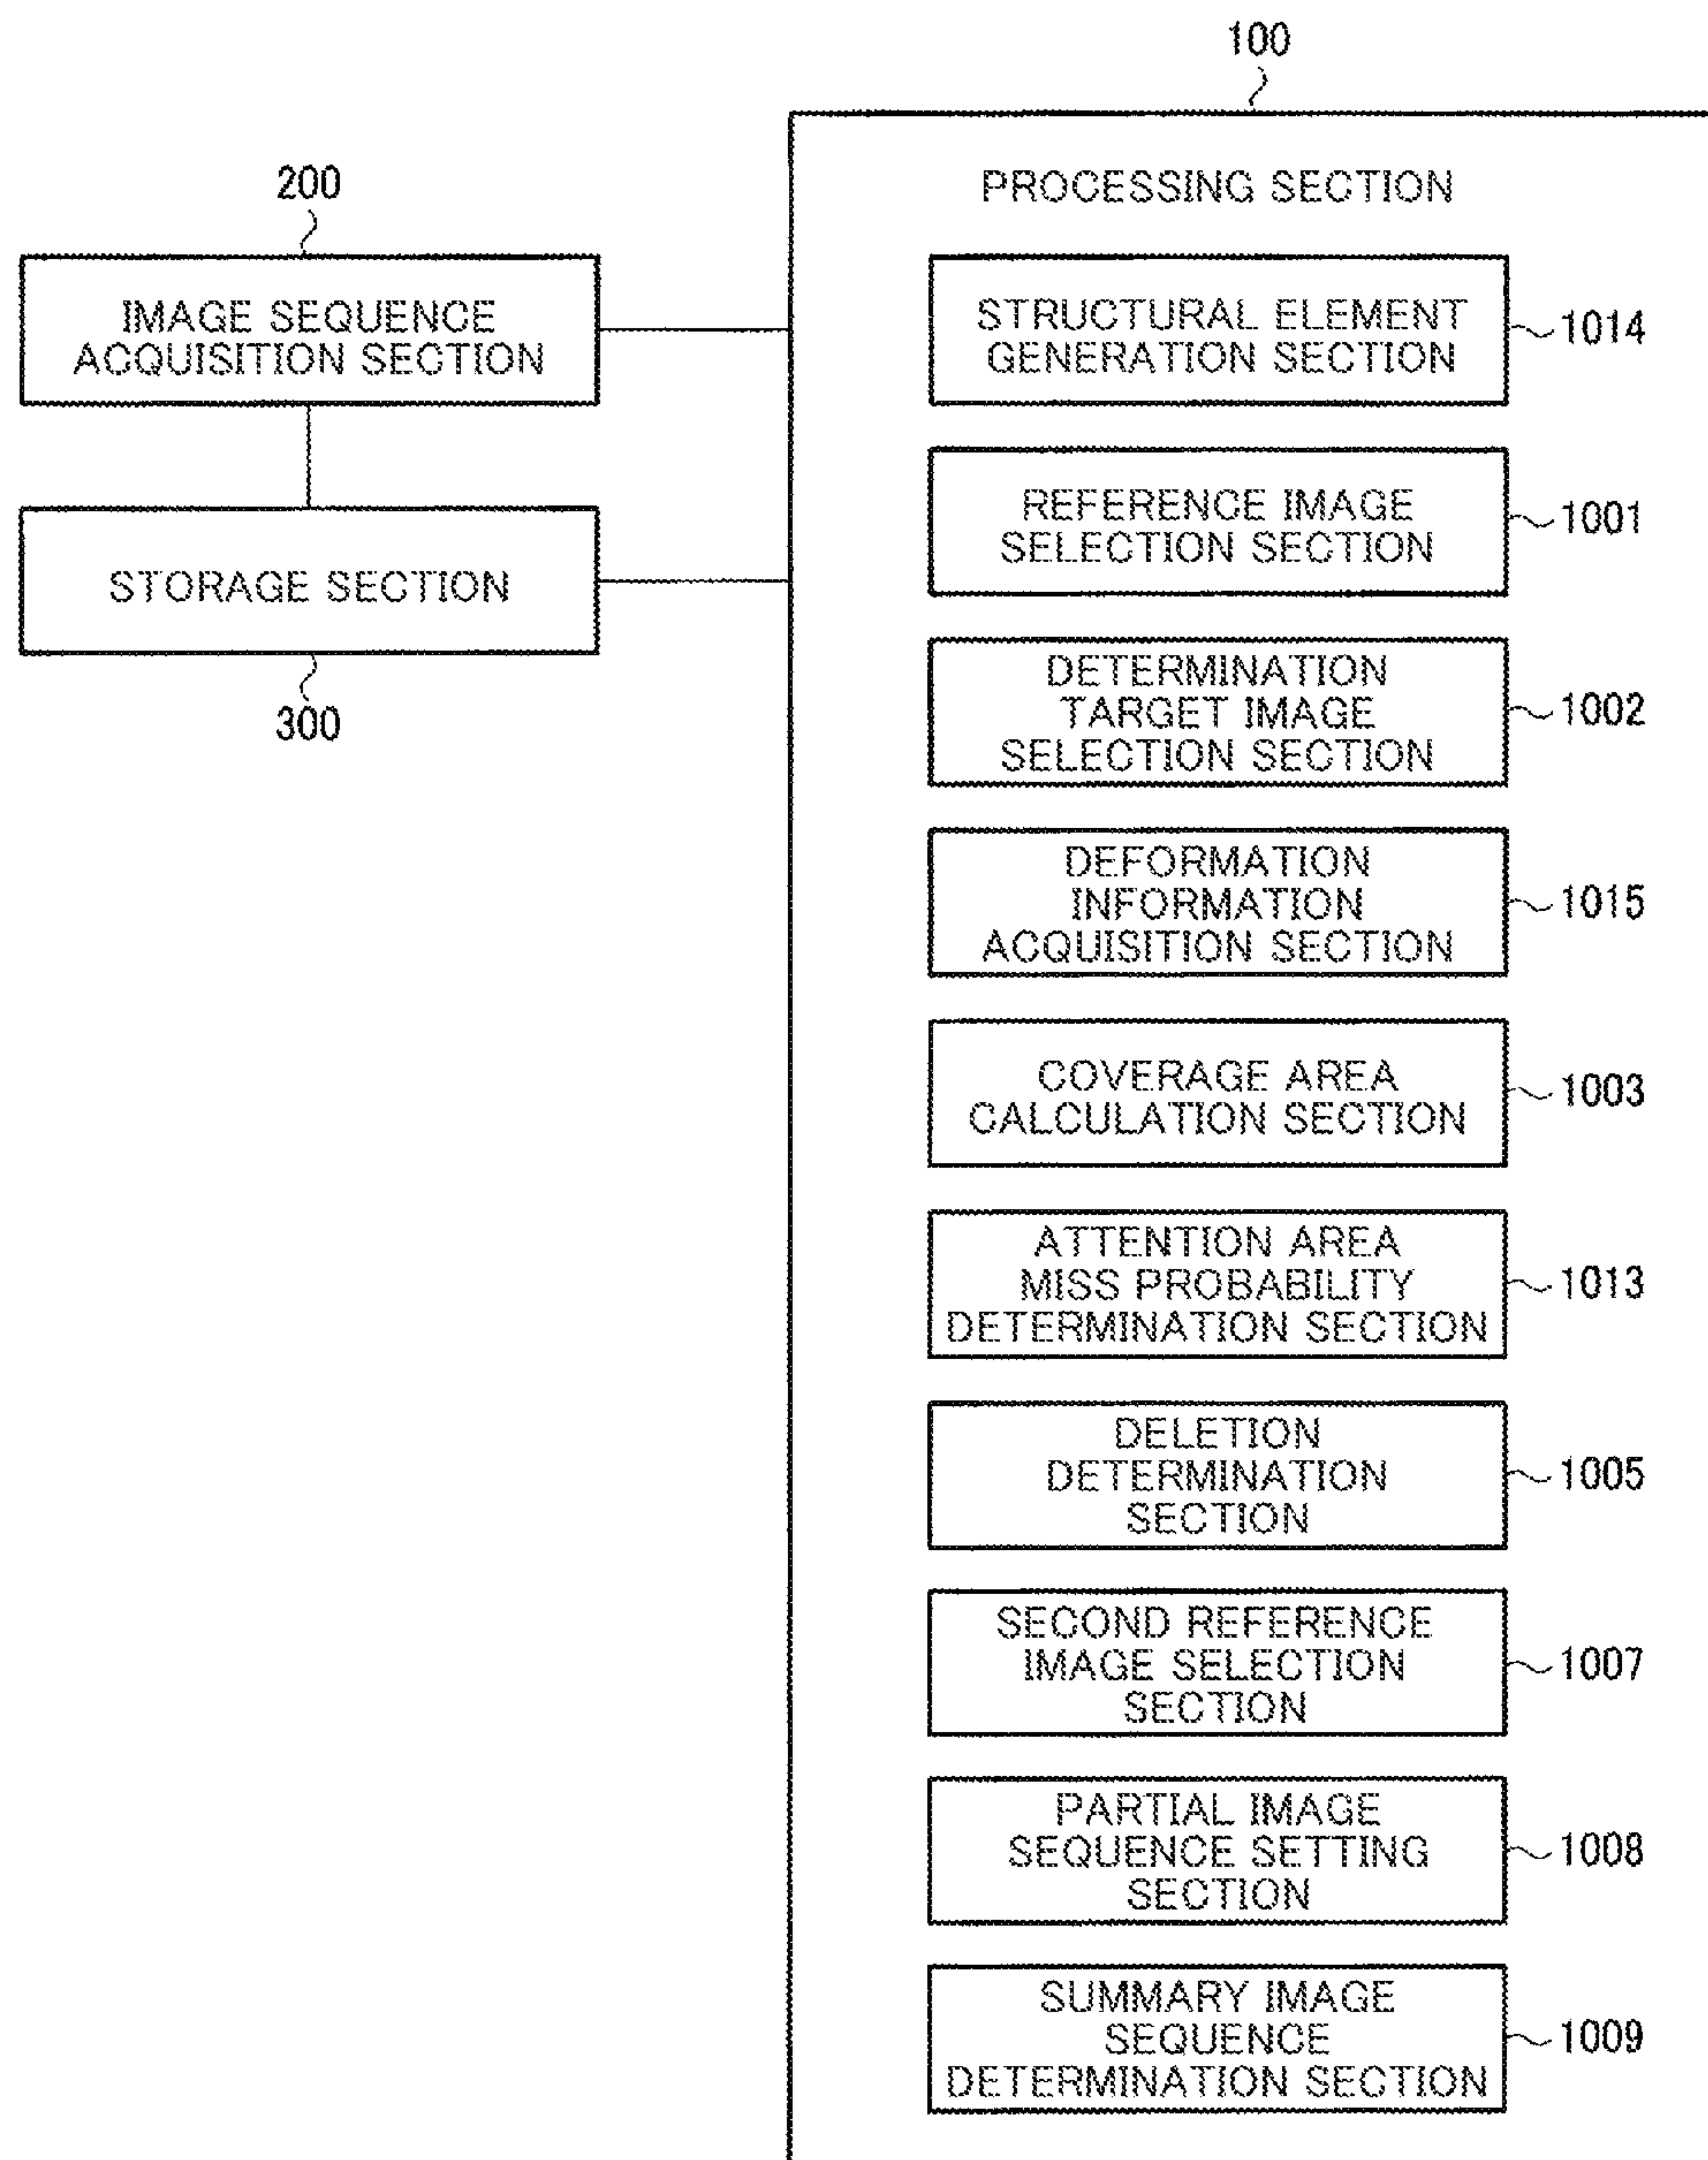 100
PROCESSING SECTION
200
IMAGE SEQUENCE
ACQUISITION SECTION
STORAGE SECTION
300
STRUCTURAL ELEMENT
GENERATION SECTION
1014
REFERENCE IMAGE
SELECTION SECTION
1001
DETERMINATION
TARGET IMAGE
SELECTION SECTION
1002
DEFORMATION
INFORMATION
ACQUISITION SECTION
1015
COVERAGE AREA
CALCULATION SECTION
1003
ATTENTION AREA
MISS PROBABILITY
DETERMINATION SECTION
1013
DELETION
DETERMINATION
SECTION
1005
SECOND REFERENCE
IMAGE SELECTION
SECTION
1007
PARTIAL IMAGE
SEQUENCE SETTING
SECTION
1008
SUMMARY IMAGE
SEQUENCE
DETERMINATION SECTION
1009